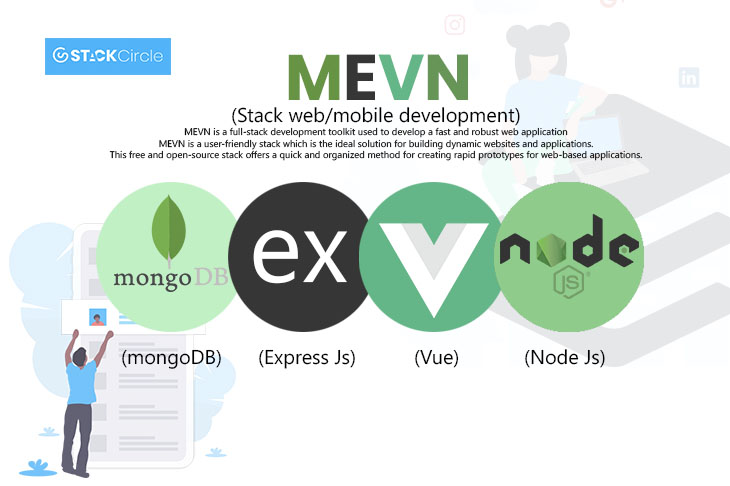 STACKCircle
MEVN
(Stack web/mobile development)
MEVN is a full-stack development toolkit used to develop a fast and robust web application
MEVN is a user-friendly stack which is the ideal solution for building dynamic websites and applications.
This free and open-source stack offers a quick and organized method for creating rapid prototypes for web-based applications.
mongoDB
ex
node
JS
(mongoDB) (Express Js) (Vue) (Node Js)